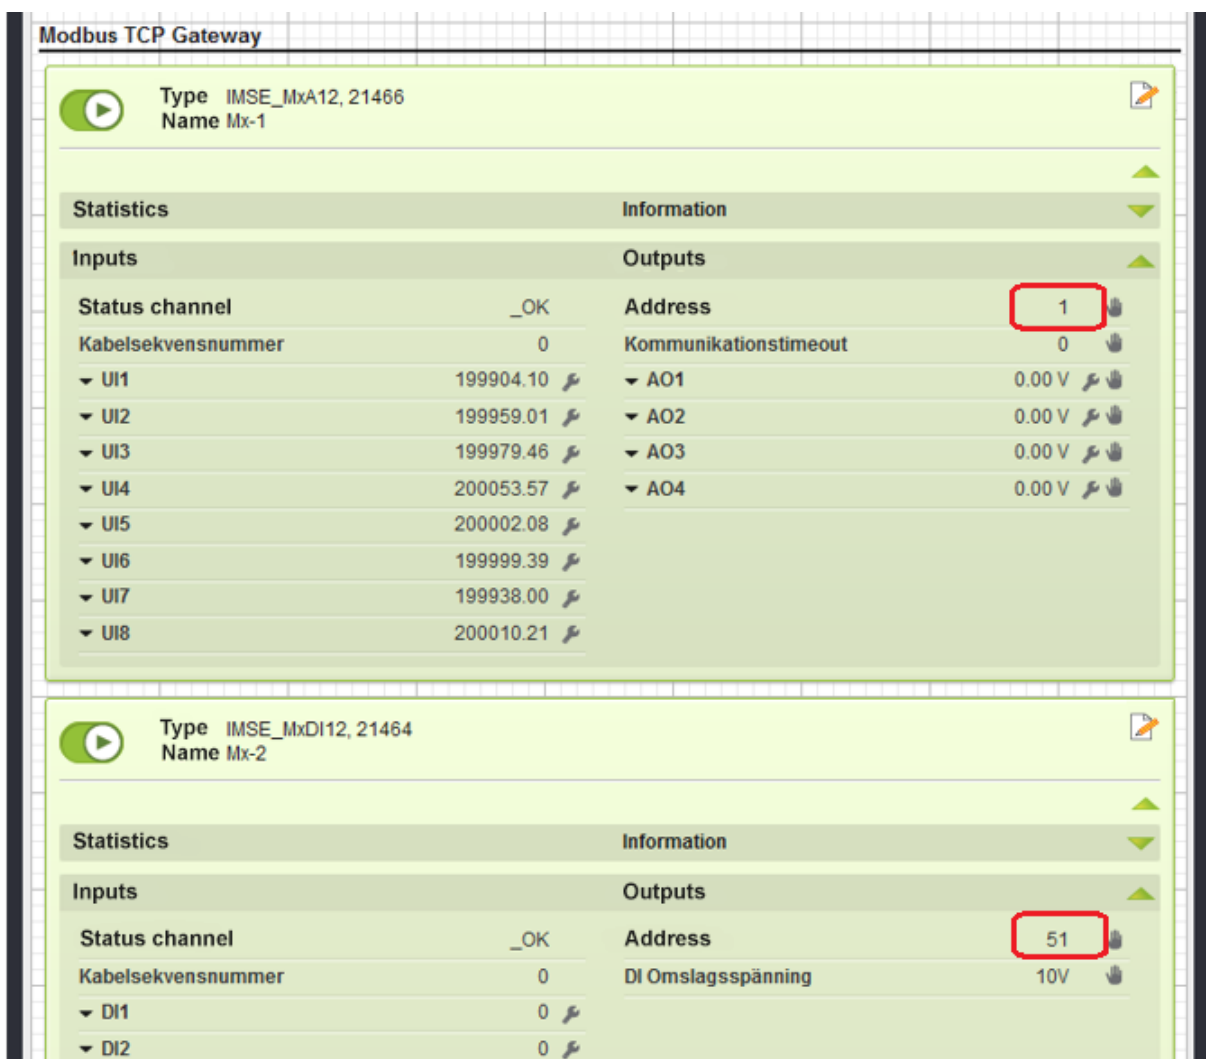 Modbus TCP Gateway
Type IMSE_MxA12, 21466
Name Mx-1
Statistics Information
Inputs Outputs
Status channel _OK Address 1
Kabelsekvensnummer 0 Kommunikationstimeout 0
UI1 199904.10 AO1 0.00 V
UI2 199959.01 AO2 0.00 V
UI3 199979.46 AO3 0.00 V
UI4 200053.57 AO4 0.00 V
UI5 200002.08
UI6 199999.39
UI7 199938.00
UI8 200010.21
Type IMSE_MxDI12, 21464
Name Mx-2
Statistics Information
Inputs Outputs
Status channel _OK Address 51
Kabelsekvensnummer 0 DI Omslagsspänning 10V
DI1 0
DI2 0